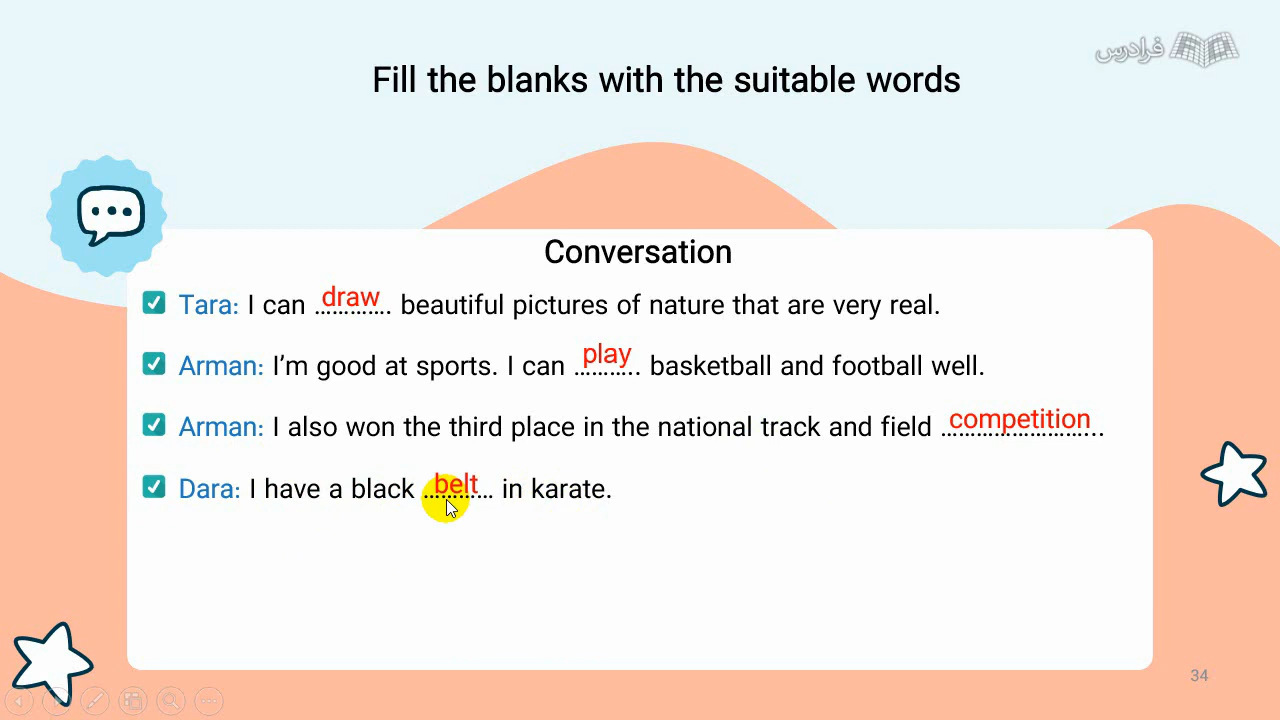 فرادرس
Fill the blanks with the suitable words
Conversation
Tara: I can ....draw.... beautiful pictures of nature that are very real.
Arman: I’m good at sports. I can ....play.... basketball and football well.
Arman: I also won the third place in the national track and field ....competition....
Dara: I have a black ....belt.... in karate.
34